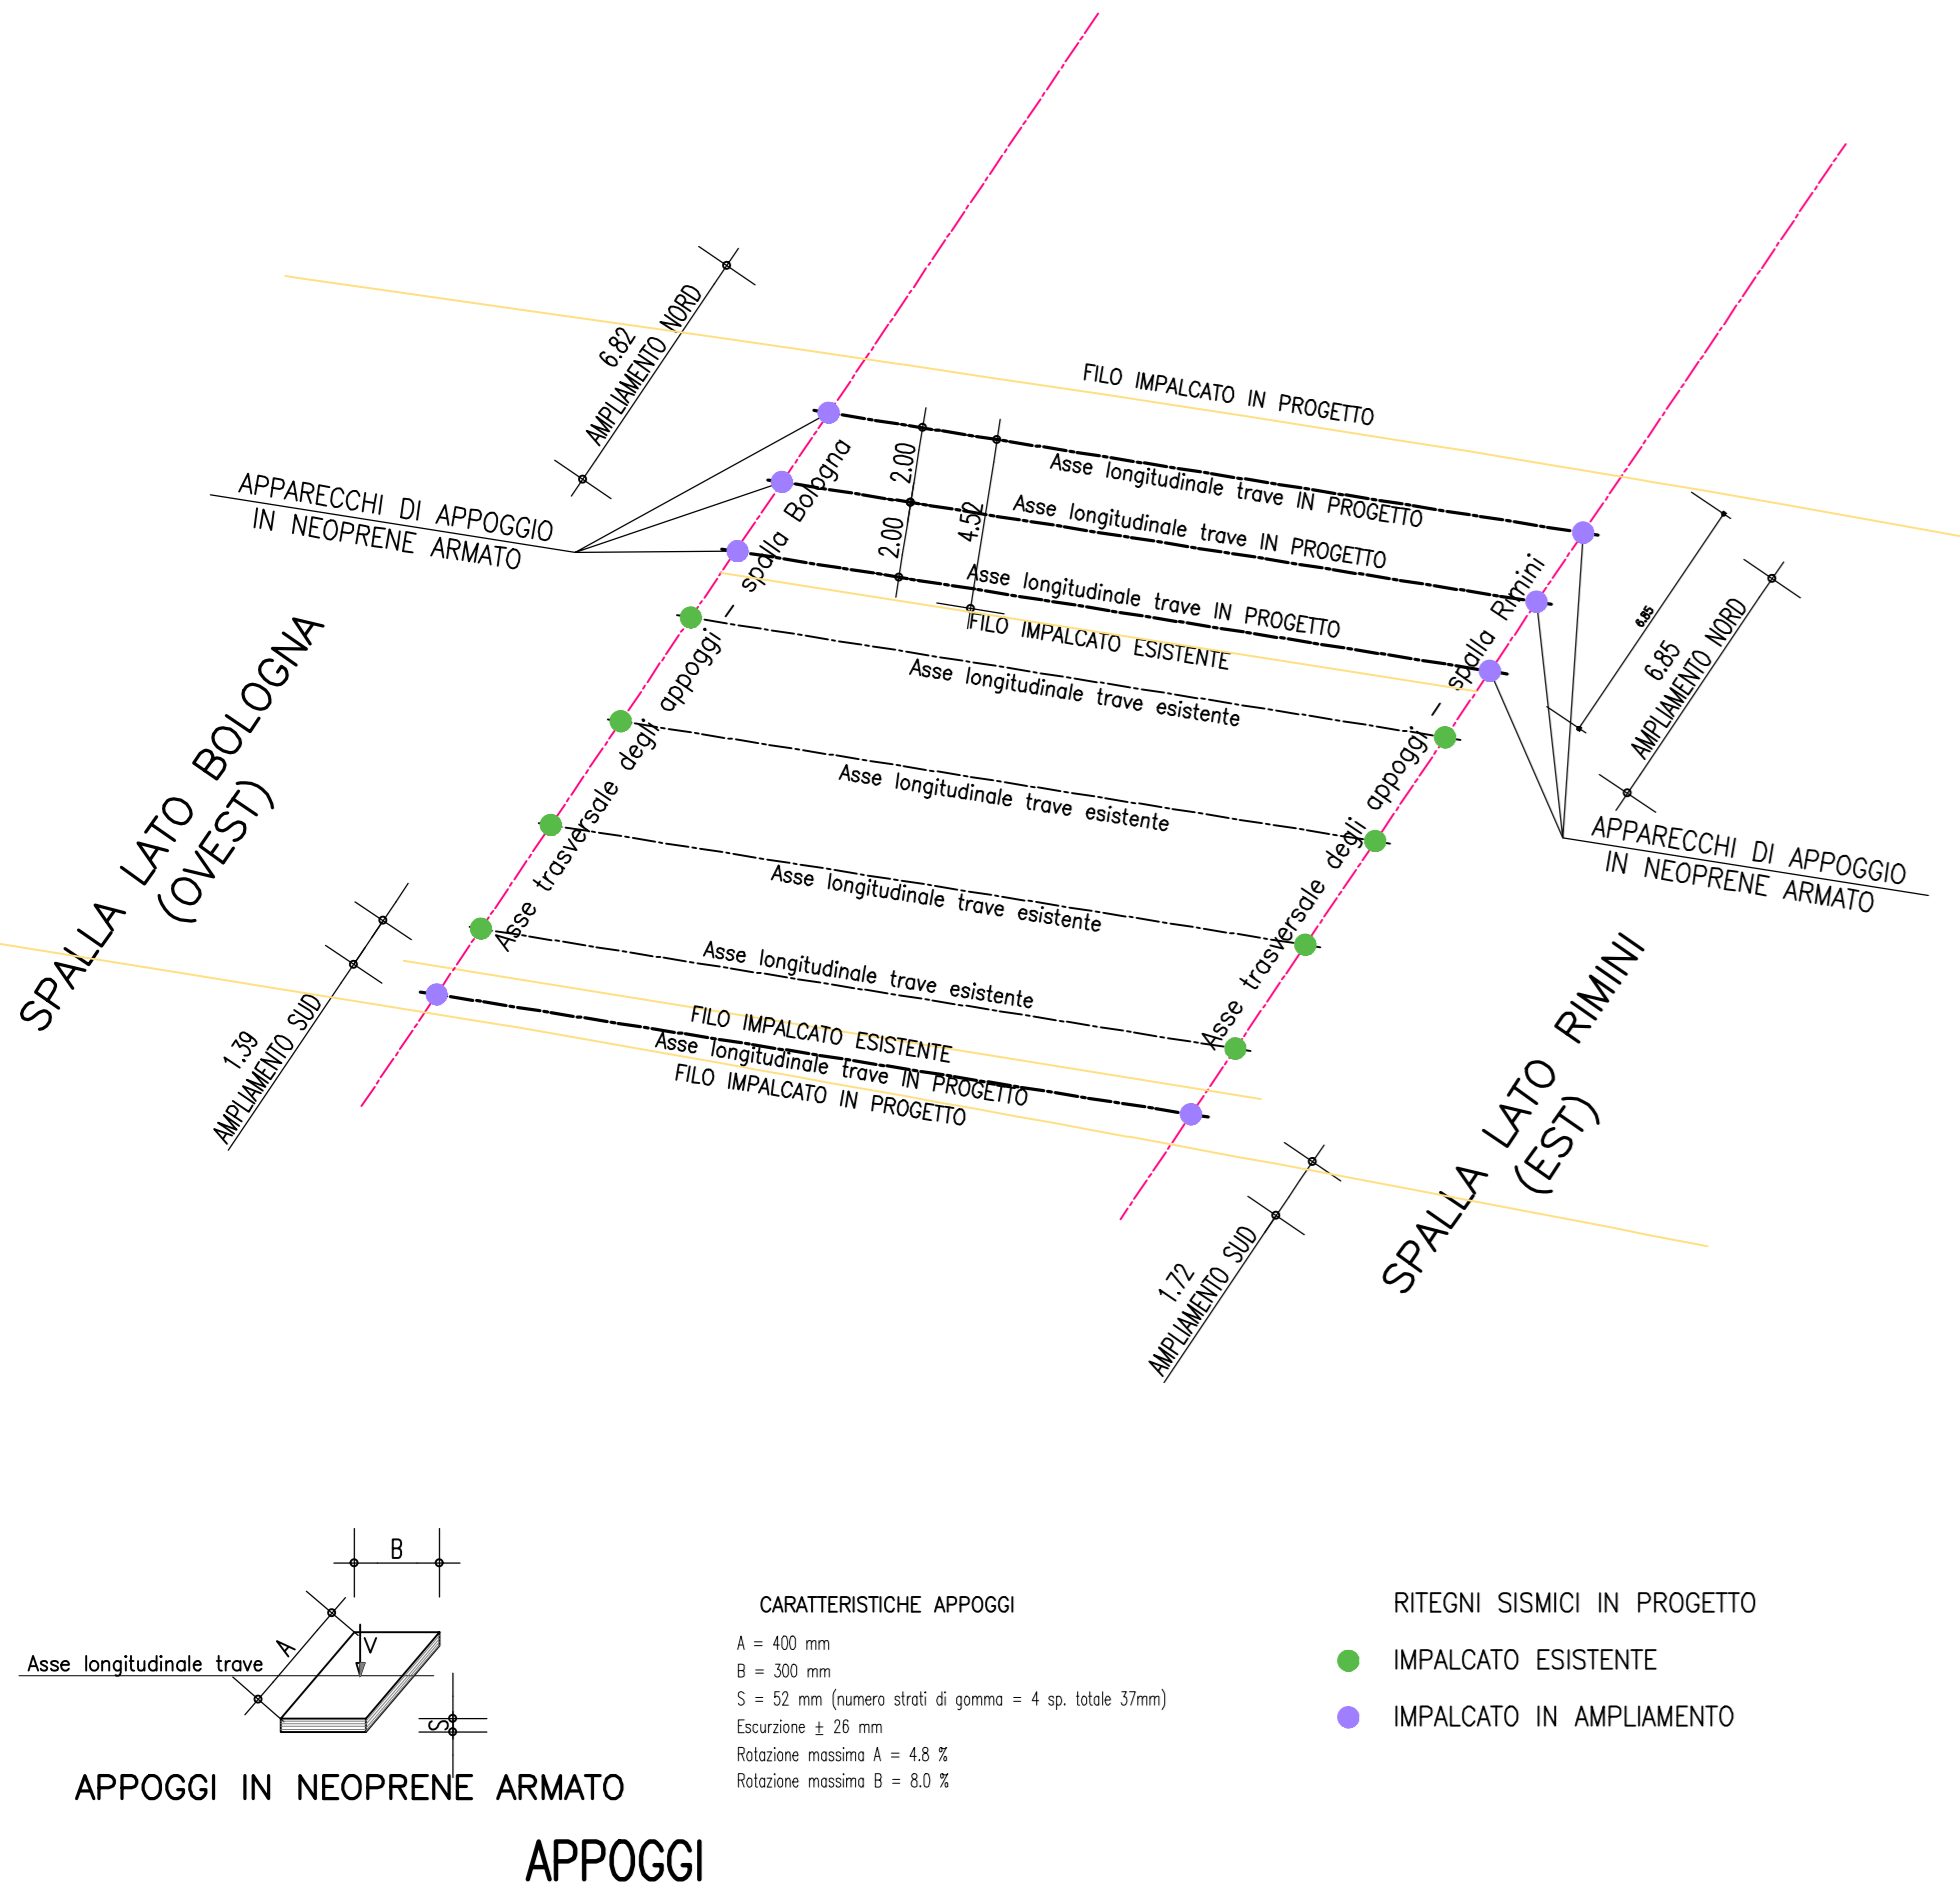 FILO IMPALCATO IN PROGETTO
6.82
AMPLIAMENTO NORD
APPARECCHI DI APPOGGIO
IN NEOPRENE ARMATO
2.00
2.00
4.52
Asse longitudinale trave IN PROGETTO
Asse longitudinale trave IN PROGETTO
Asse longitudinale trave IN PROGETTO
FILO IMPALCATO ESISTENTE
Asse longitudinale trave esistente
Asse longitudinale trave esistente
Asse longitudinale trave esistente
Asse longitudinale trave esistente
FILO IMPALCATO ESISTENTE
Asse longitudinale trave IN PROGETTO
FILO IMPALCATO IN PROGETTO
Asse trasversale degli appoggi – spalla Bologna
Asse trasversale degli appoggi – spalla Rimini
6.85
6.85
AMPLIAMENTO NORD
APPARECCHI DI APPOGGIO
IN NEOPRENE ARMATO
SPALLA LATO BOLOGNA
(OVEST)
1.39
AMPLIAMENTO SUD
SPALLA LATO RIMINI
(EST)
1.72
AMPLIAMENTO SUD
B
A
V
S
Asse longitudinale trave
APPOGGI IN NEOPRENE ARMATO
CARATTERISTICHE APPOGGI
A = 400 mm
B = 300 mm
S = 52 mm (numero strati di gomma = 4 sp. totale 37mm)
Escurzione ± 26 mm
Rotazione massima A = 4.8 %
Rotazione massima B = 8.0 %
RITEGNI SISMICI IN PROGETTO
IMPALCATO ESISTENTE
IMPALCATO IN AMPLIAMENTO
APPOGGI